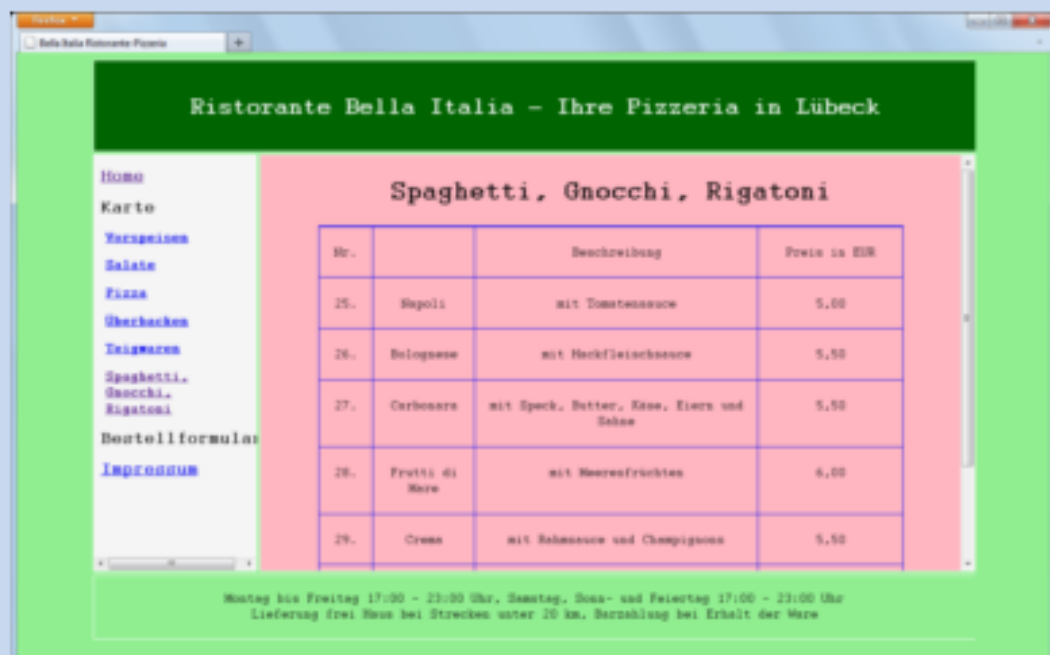 Firefox
Bella Italia Ristorante-Pizzeria
Ristorante Bella Italia – Ihre Pizzeria in Lübeck
Home
Karte
Vorspeisen
Salate
Pizza
Überbacken
Teigwaren
Spaghetti,
Gnocchi,
Rigatoni
Bestellformular
Impressum
Spaghetti, Gnocchi, Rigatoni
Nr. Beschreibung Preis in EUR
25. Napoli mit Tomatensauce 5,00
26. Bolognese mit Hackfleischsauce 5,50
27. Carbonara mit Speck, Butter, Käse, Eiern und
Sahne 5,50
28. Frutti di
Mare mit Meeresfrüchten 6,00
29. Crema mit Rahmsauce und Champignons 5,50
Montag bis Freitag 17:00 - 23:00 Uhr, Samstag, Sonn- und Feiertag 17:00 - 23:00 Uhr
Lieferung frei Haus bei Strecken unter 20 km, Barzahlung bei Erhalt der Ware